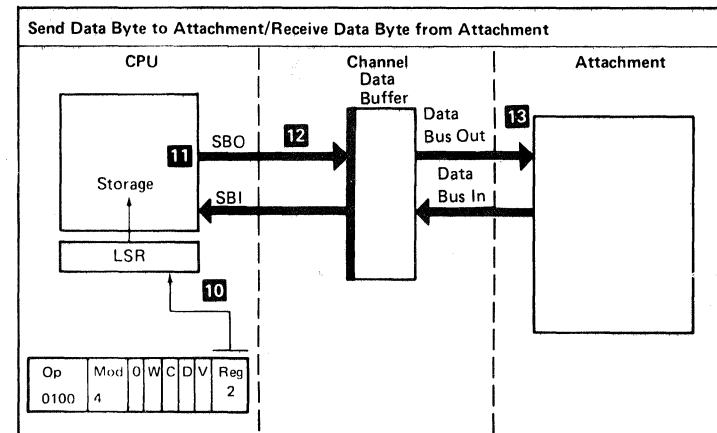 Send Data Byte to Attachment/Receive Data Byte from Attachment
CPU
Channel
Data
Buffer
Attachment
11
SBO
12
Data
Bus Out
13
Storage
SBI
Data
Bus In
LSR
10
Op Mod 0 W C D V Reg
0100 4 2